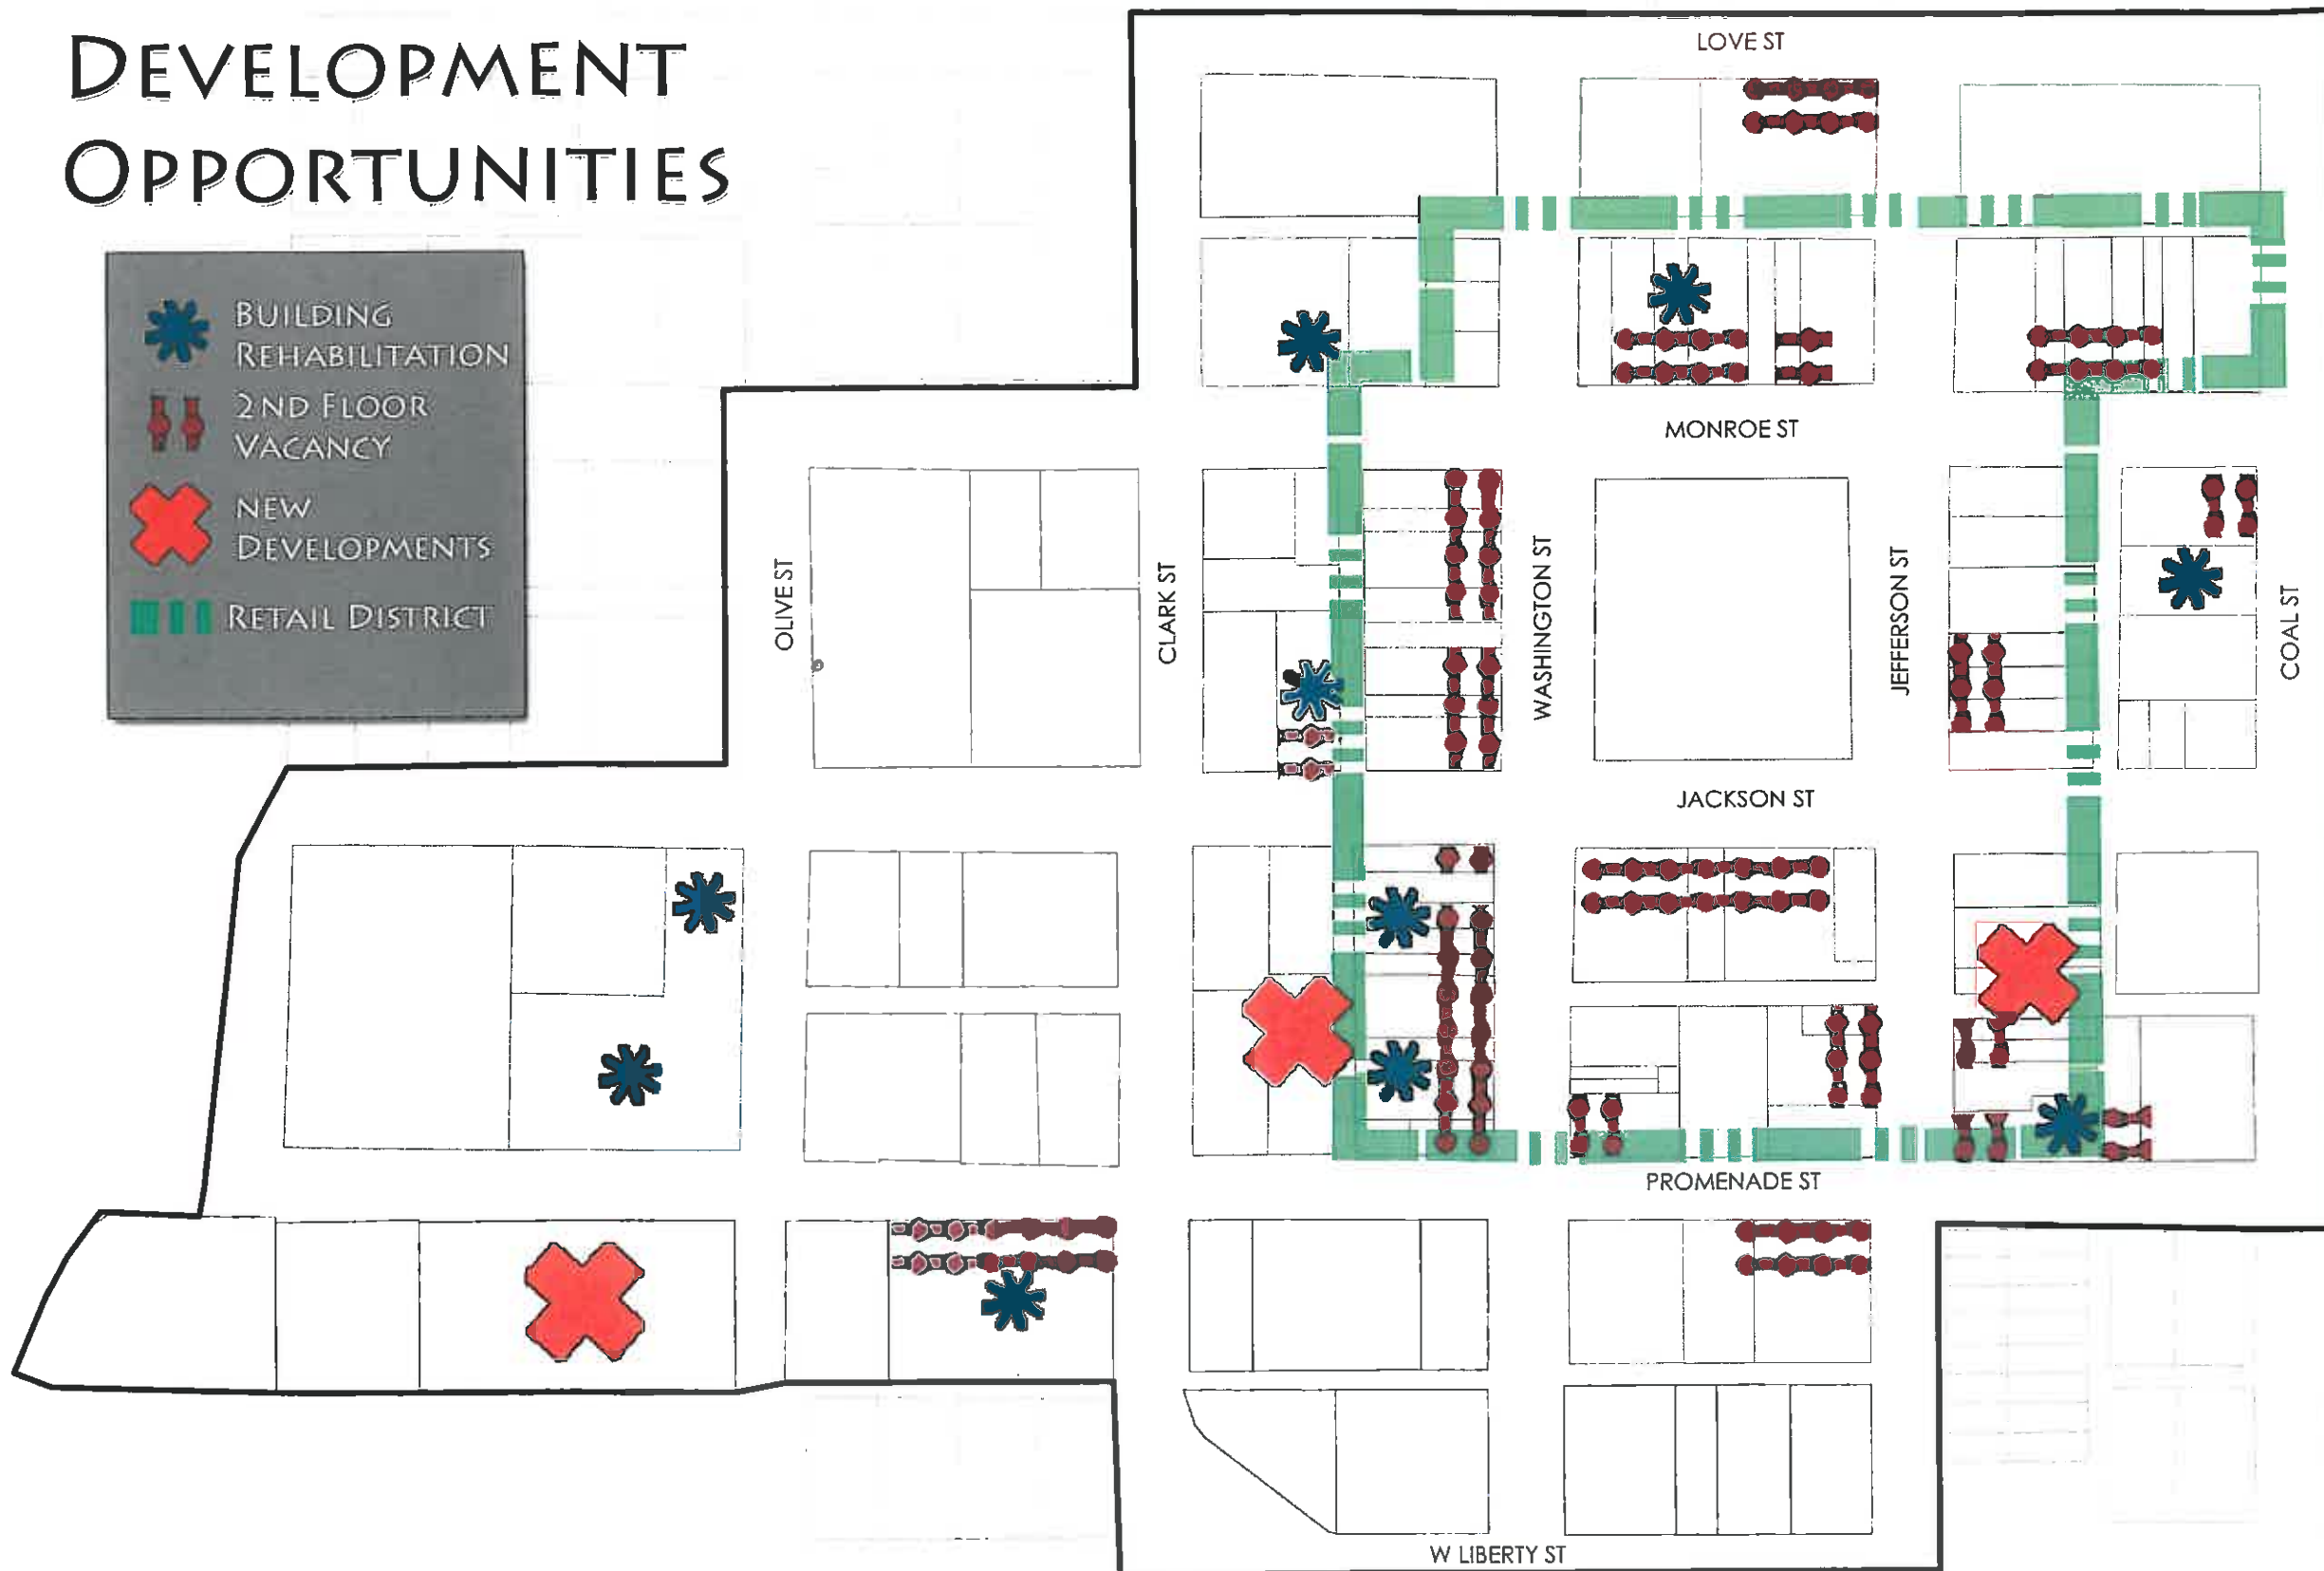 DEVELOPMENT
OPPORTUNITIES
BUILDING
REHABILITATION
2ND FLOOR
VACANCY
NEW
DEVELOPMENTS
RETAIL DISTRICT
LOVE ST
MONROE ST
OLIVE ST
CLARK ST
WASHINGTON ST
JEFFERSON ST
COAL ST
JACKSON ST
PROMENADE ST
W LIBERTY ST